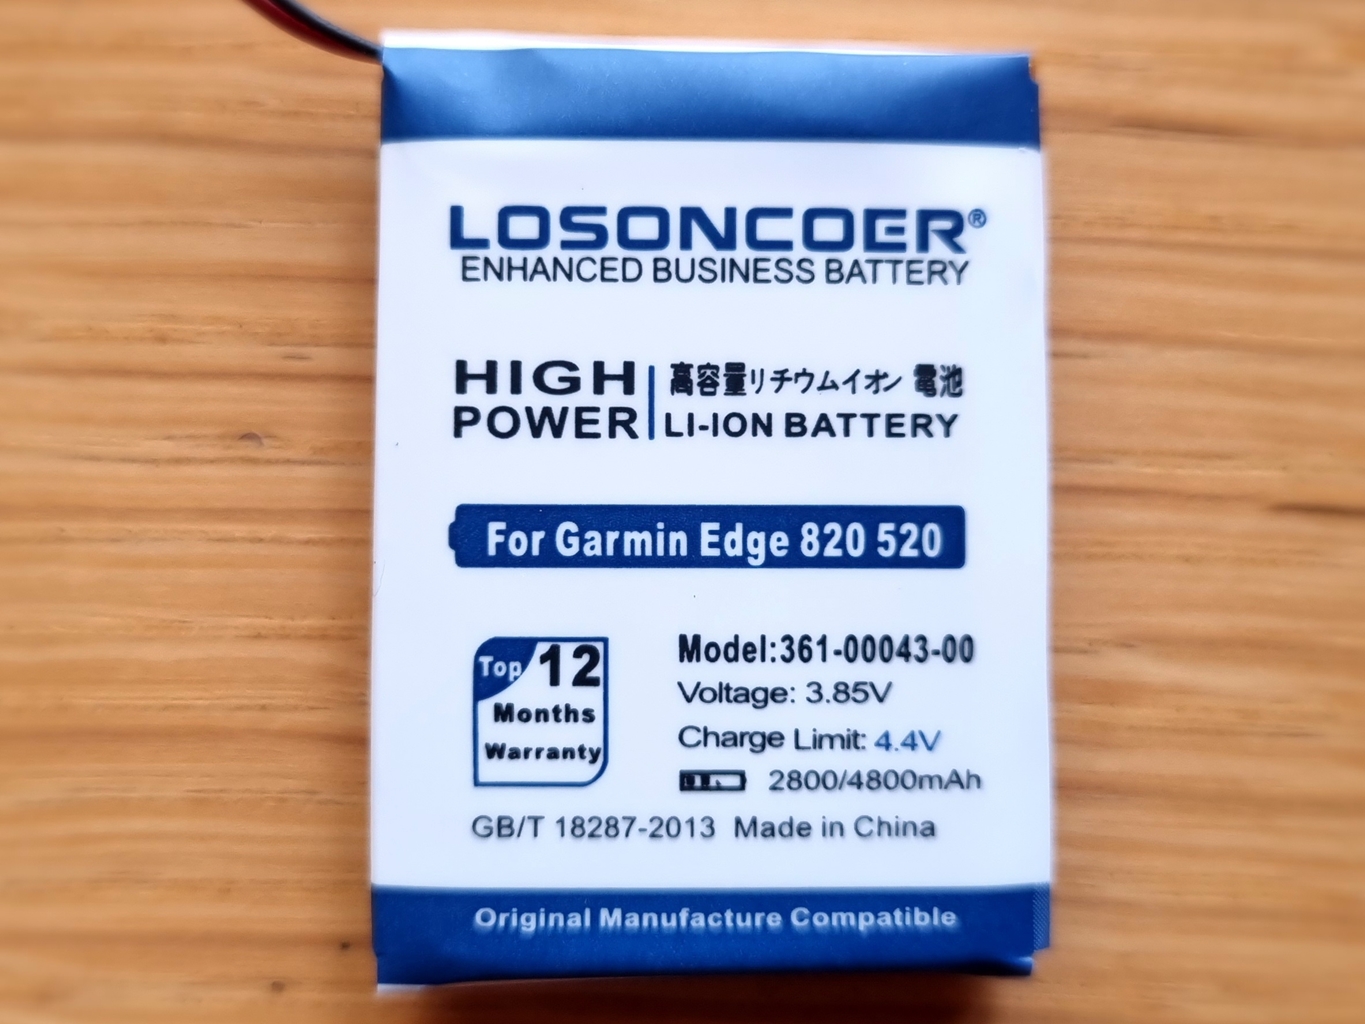 LOSONCOER®
ENHANCED BUSINESS BATTERY
HIGH POWER
高容量リチウムイオン 電池
LI-ION BATTERY
For Garmin Edge 820 520
Top 12
Months
Warranty
Model:361-00043-00
Voltage: 3.85V
Charge Limit: 4.4V
2800/4800mAh
GB/T 18287-2013 Made in China
Original Manufacture Compatible